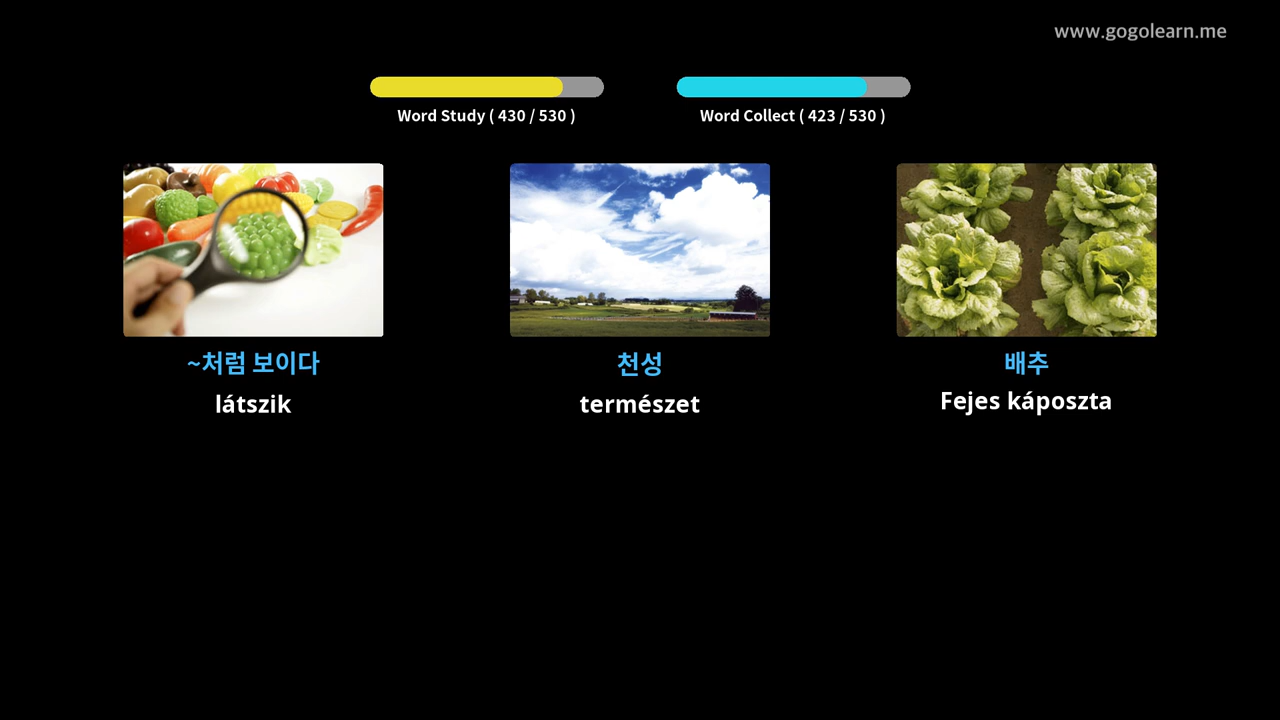 www.gogolearn.me
Word Study ( 430 / 530 )
Word Collect ( 423 / 530 )
~처럼 보이다
látszik
천성
természet
배추
Fejes káposzta